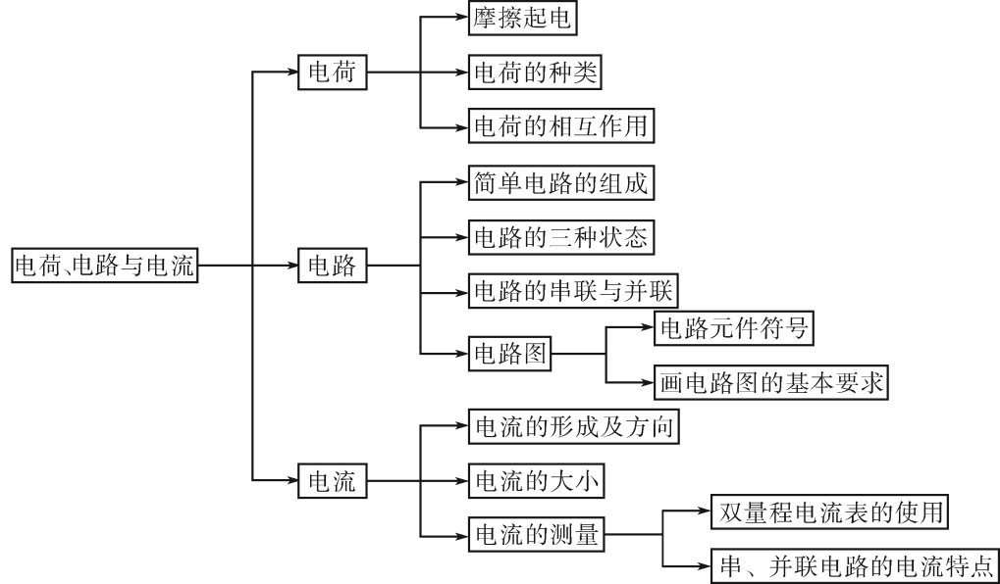 电荷、电路与电流
电荷
摩擦起电
电荷的种类
电荷的相互作用
电路
简单电路的组成
电路的三种状态
电路的串联与并联
电路图
电路元件符号
画电路图的基本要求
电流
电流的形成及方向
电流的大小
电流的测量
双量程电流表的使用
串、并联电路的电流特点